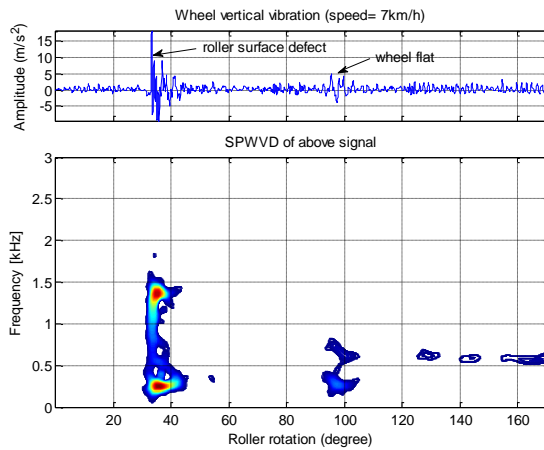 Wheel vertical vibration (speed= 7km/h)
Amplitude (m/s²)
15
10
5
0
-5
roller surface defect
wheel flat
SPWVD of above signal
Frequency [kHz]
3
2.5
2
1.5
1
0.5
0
20 40 60 80 100 120 140 160
Roller rotation (degree)